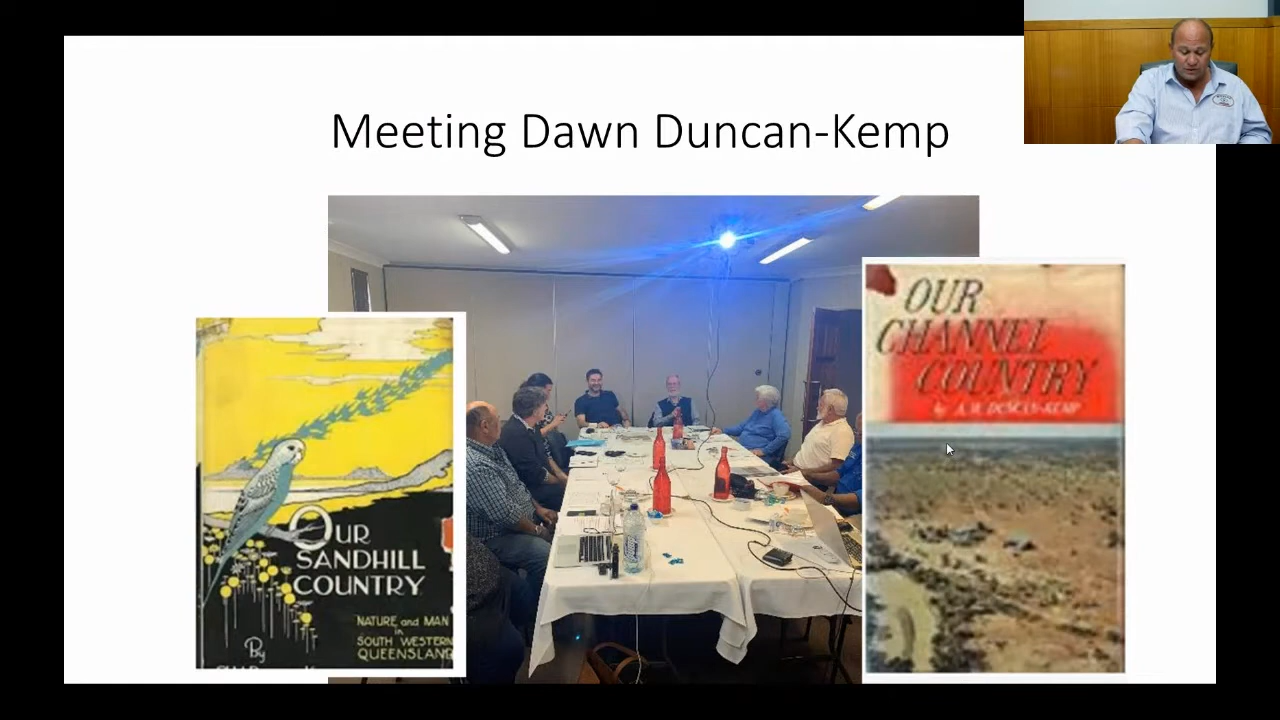 Meeting Dawn Duncan-Kemp
OUR
CHANNEL
COUNTRY
by A. M. DUNCAN-KEMP
OUR
SANDHILL
COUNTRY
NATURE and MAN
in
SOUTH WESTERN
QUEENSLAND
By